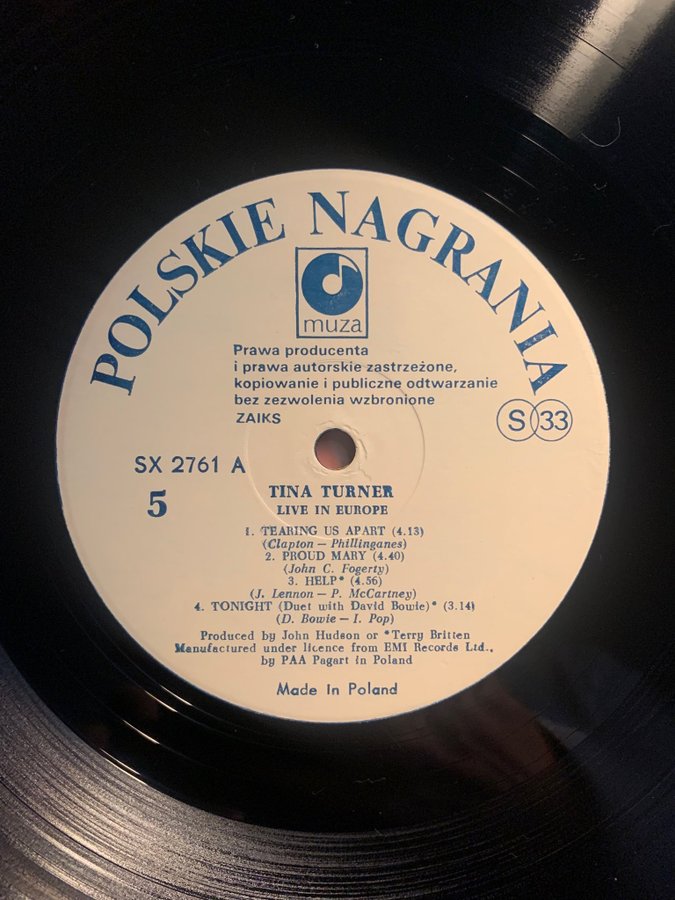 POLSKIE NAGRANIA
muza
Prawa producenta
i prawa autorskie zastrzeżone,
kopiowanie i publiczne odtwarzanie
bez zezwolenia wzbronione
ZAIKS
S 33
SX 2761 A
5
TINA TURNER
LIVE IN EUROPE
1. TEARING US APART (4.13)
(Clapton — Phillinganes)
2. PROUD MARY (4.40)
(John C. Fogerty)
3. HELP* (4.56)
(J. Lennon — P. McCartney)
4. TONIGHT (Duet with David Bowie)* (3.14)
(D. Bowie — I. Pop)
Produced by John Hudson or *Terry Britten
Manufactured under licence from EMI Records Ltd.,
by PAA Pagart in Poland
Made in Poland